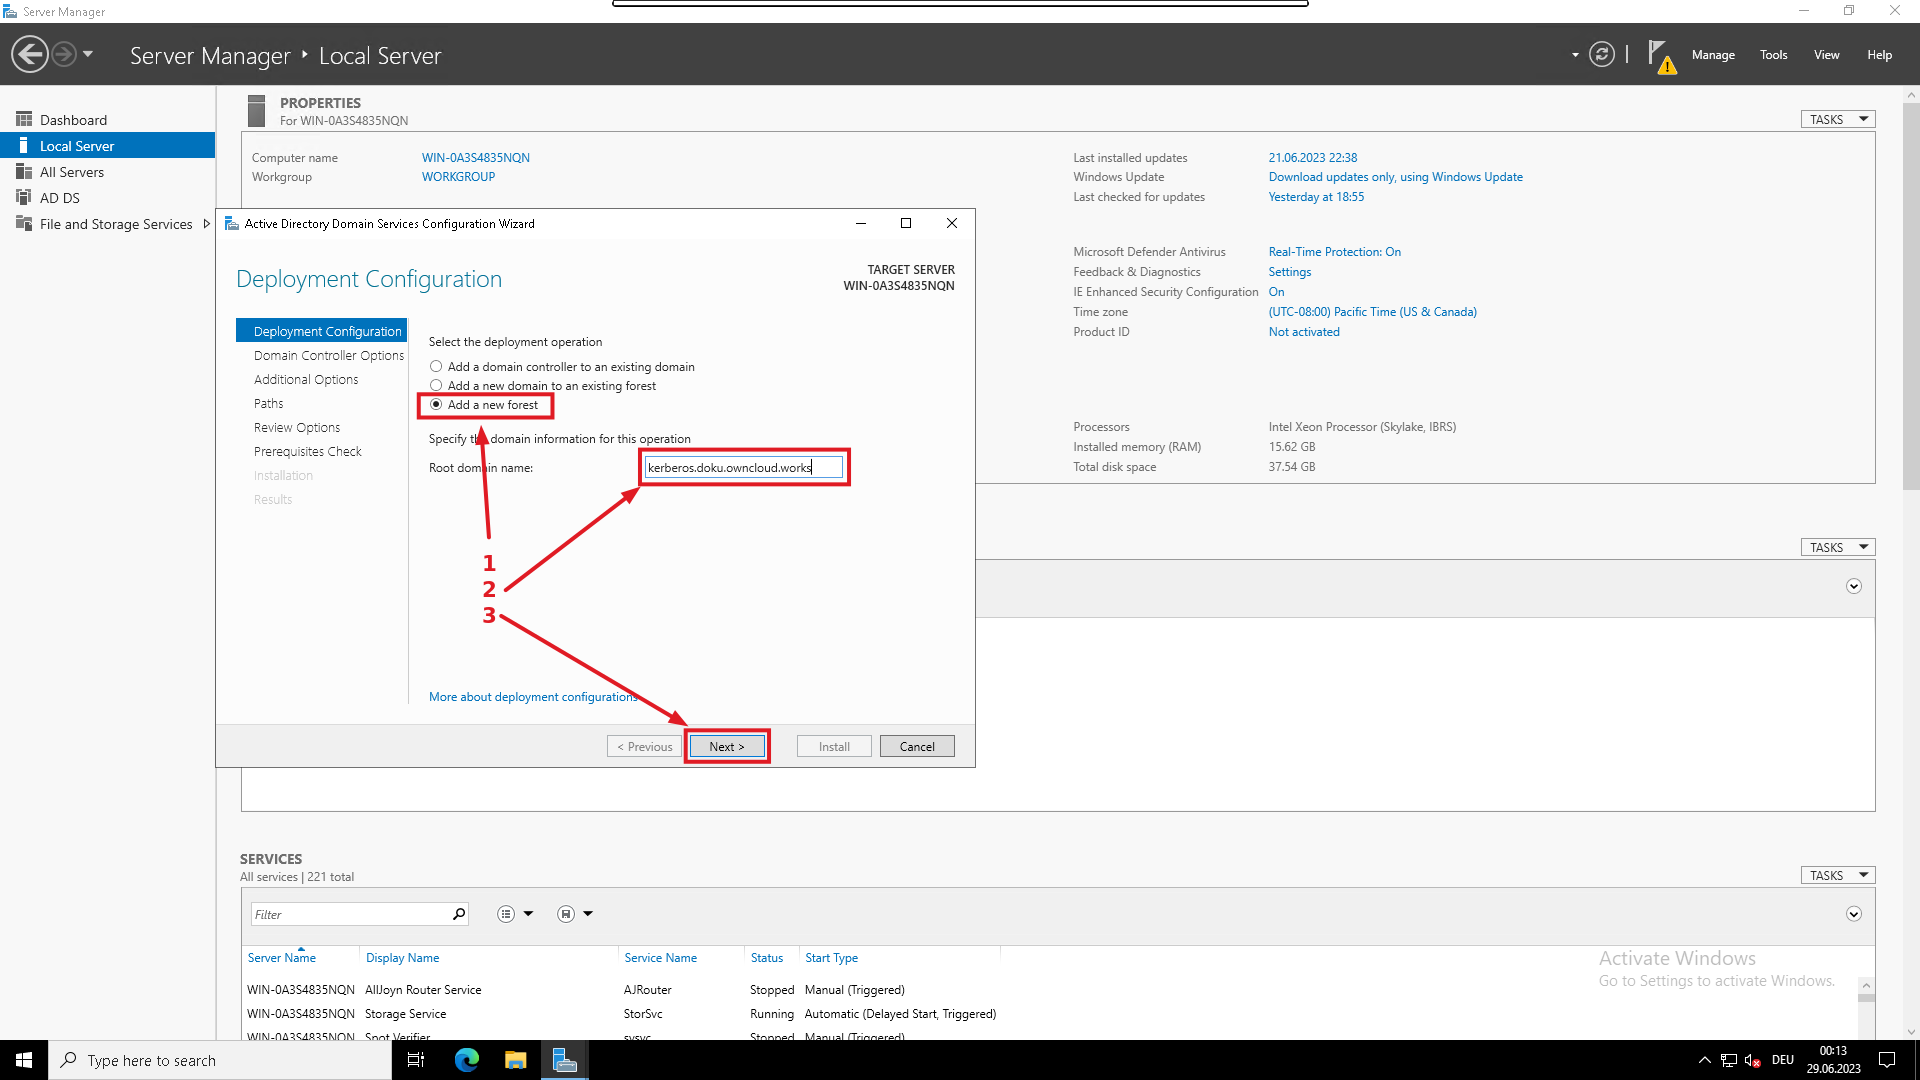 Server Manager
Server Manager ‣ Local Server
Manage Tools View Help
Dashboard
Local Server
All Servers
AD DS
File and Storage Services
PROPERTIES
For WIN-0A3S4835NQN
TASKS
Computer name WIN-0A3S4835NQN
Workgroup WORKGROUP
Last installed updates 21.06.2023 22:38
Windows Update Download updates only, using Windows Update
Last checked for updates Yesterday at 18:55
Microsoft Defender Antivirus Real-Time Protection: On
Feedback & Diagnostics Settings
IE Enhanced Security Configuration On
Time zone (UTC-08:00) Pacific Time (US & Canada)
Product ID Not activated
Processors Intel Xeon Processor (Skylake, IBRS)
Installed memory (RAM) 15.62 GB
Total disk space 37.54 GB
Active Directory Domain Services Configuration Wizard
Deployment Configuration
TARGET SERVER
WIN-0A3S4835NQN
Deployment Configuration
Domain Controller Options
Additional Options
Paths
Review Options
Prerequisites Check
Installation
Results
Select the deployment operation
Add a domain controller to an existing domain
Add a new domain to an existing forest
Add a new forest
Specify the domain information for this operation
Root domain name: kerberos.doku.owncloud.works
1
2
3
More about deployment configurations
< Previous Next > Install Cancel
TASKS
SERVICES
All services | 221 total
TASKS
Filter
Server Name Display Name Service Name Status Start Type
WIN-0A3S4835NQN AllJoyn Router Service AJRouter Stopped Manual (Triggered)
WIN-0A3S4835NQN Storage Service StorSvc Running Automatic (Delayed Start, Triggered)
WIN-0A3S4835NQN Spot Verifier svsvc Stopped Manual (Triggered)
Activate Windows
Go to Settings to activate Windows.
Type here to search
DEU
00:13
29.06.2023